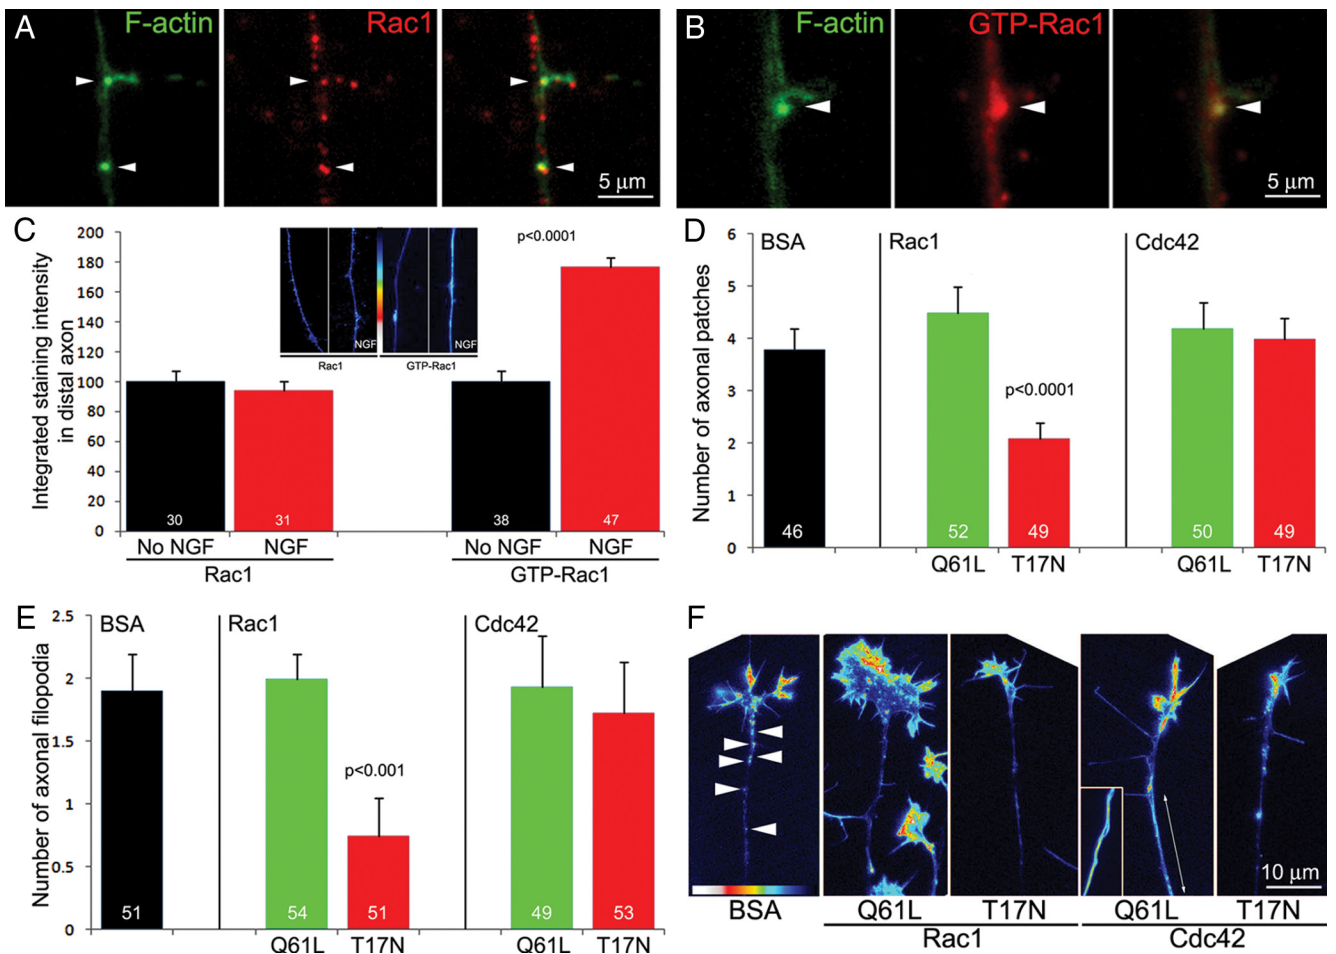 A
F-actin
Rac1
5 µm
B
F-actin
GTP-Rac1
5 µm
C
Integrated staining intensity
in distal axon
200
180
160
140
120
100
80
60
40
20
0
p<0.0001
NGF
NGF
Rac1
GTP-Rac1
30
31
38
47
No NGF
NGF
No NGF
NGF
Rac1
GTP-Rac1
D
Number of axonal patches
6
5
4
3
2
1
0
BSA
Rac1
Cdc42
p<0.0001
46
52
49
50
49
Q61L
T17N
Q61L
T17N
E
Number of axonal filopodia
2.5
2
1.5
1
0.5
0
BSA
Rac1
Cdc42
p<0.001
51
54
51
49
53
Q61L
T17N
Q61L
T17N
F
10 µm
BSA
Q61L
T17N
Q61L
T17N
Rac1
Cdc42